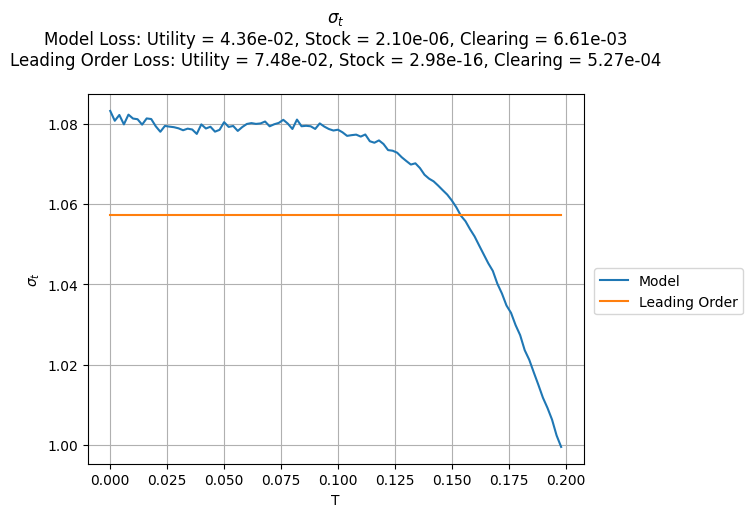 σt
Model Loss: Utility = 4.36e-02, Stock = 2.10e-06, Clearing = 6.61e-03
Leading Order Loss: Utility = 7.48e-02, Stock = 2.98e-16, Clearing = 5.27e-04
1.08
1.06
1.04
1.02
1.00
σt
0.000 0.025 0.050 0.075 0.100 0.125 0.150 0.175 0.200
T
Model
Leading Order